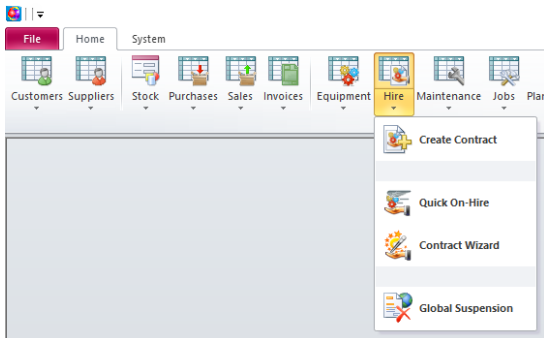 File Home System
Customers Suppliers Stock Purchases Sales Invoices Equipment Hire Maintenance Jobs Plan
Create Contract
Quick On-Hire
Contract Wizard
Global Suspension